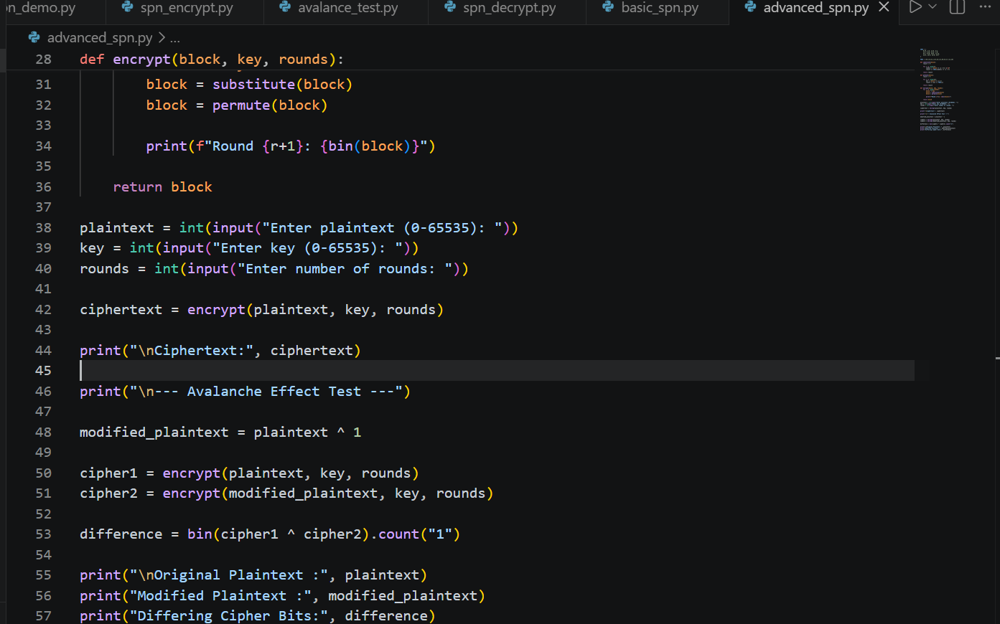 n_demo.py spn_encrypt.py avalance_test.py spn_decrypt.py basic_spn.py advanced_spn.py
advanced_spn.py > ...
28 def encrypt(block, key, rounds):
31 block = substitute(block)
32 block = permute(block)
33
34 print(f"Round {r+1}: {bin(block)}")
35
36 return block
37
38 plaintext = int(input("Enter plaintext (0-65535): "))
39 key = int(input("Enter key (0-65535): "))
40 rounds = int(input("Enter number of rounds: "))
41
42 ciphertext = encrypt(plaintext, key, rounds)
43
44 print("\nCiphertext:", ciphertext)
45
46 print("\n--- Avalanche Effect Test ---")
47
48 modified_plaintext = plaintext ^ 1
49
50 cipher1 = encrypt(plaintext, key, rounds)
51 cipher2 = encrypt(modified_plaintext, key, rounds)
52
53 difference = bin(cipher1 ^ cipher2).count("1")
54
55 print("\nOriginal Plaintext :", plaintext)
56 print("Modified Plaintext :", modified_plaintext)
57 print("Differing Cipher Bits:", difference)